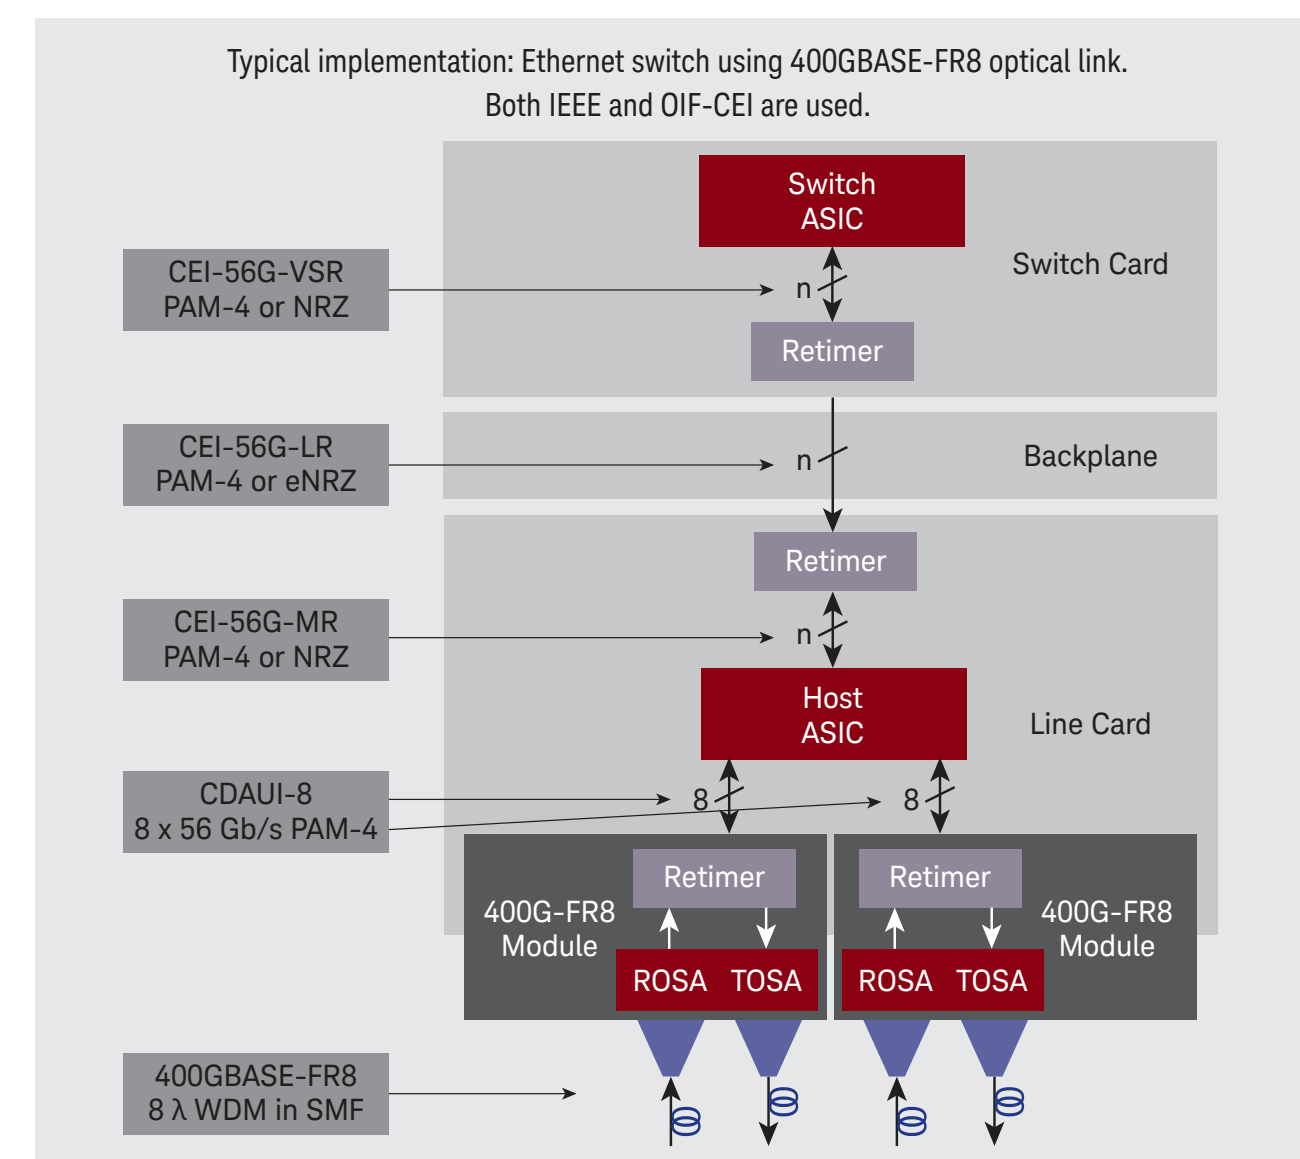 Typical implementation: Ethernet switch using 400GBASE-FR8 optical link.
Both IEEE and OIF-CEI are used.
Switch
ASIC
Switch Card
CEI-56G-VSR
PAM-4 or NRZ
n
Retimer
CEI-56G-LR
PAM-4 or eNRZ
n
Backplane
Retimer
CEI-56G-MR
PAM-4 or NRZ
n
Host
ASIC
Line Card
CDAUI-8
8 x 56 Gb/s PAM-4
8
8
Retimer
Retimer
400G-FR8
Module
400G-FR8
Module
ROSA TOSA
ROSA TOSA
400GBASE-FR8
8 λ WDM in SMF